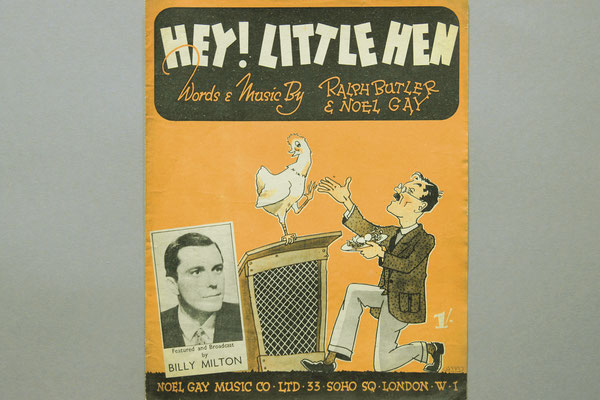 HEY! LITTLE HEN
Words & Music By RALPH BUTLER
& NOEL GAY
1/-
Featured and Broadcast
by
BILLY MILTON
NOEL GAY MUSIC CO · LTD · 33 · SOHO SQ · LONDON · W · 1